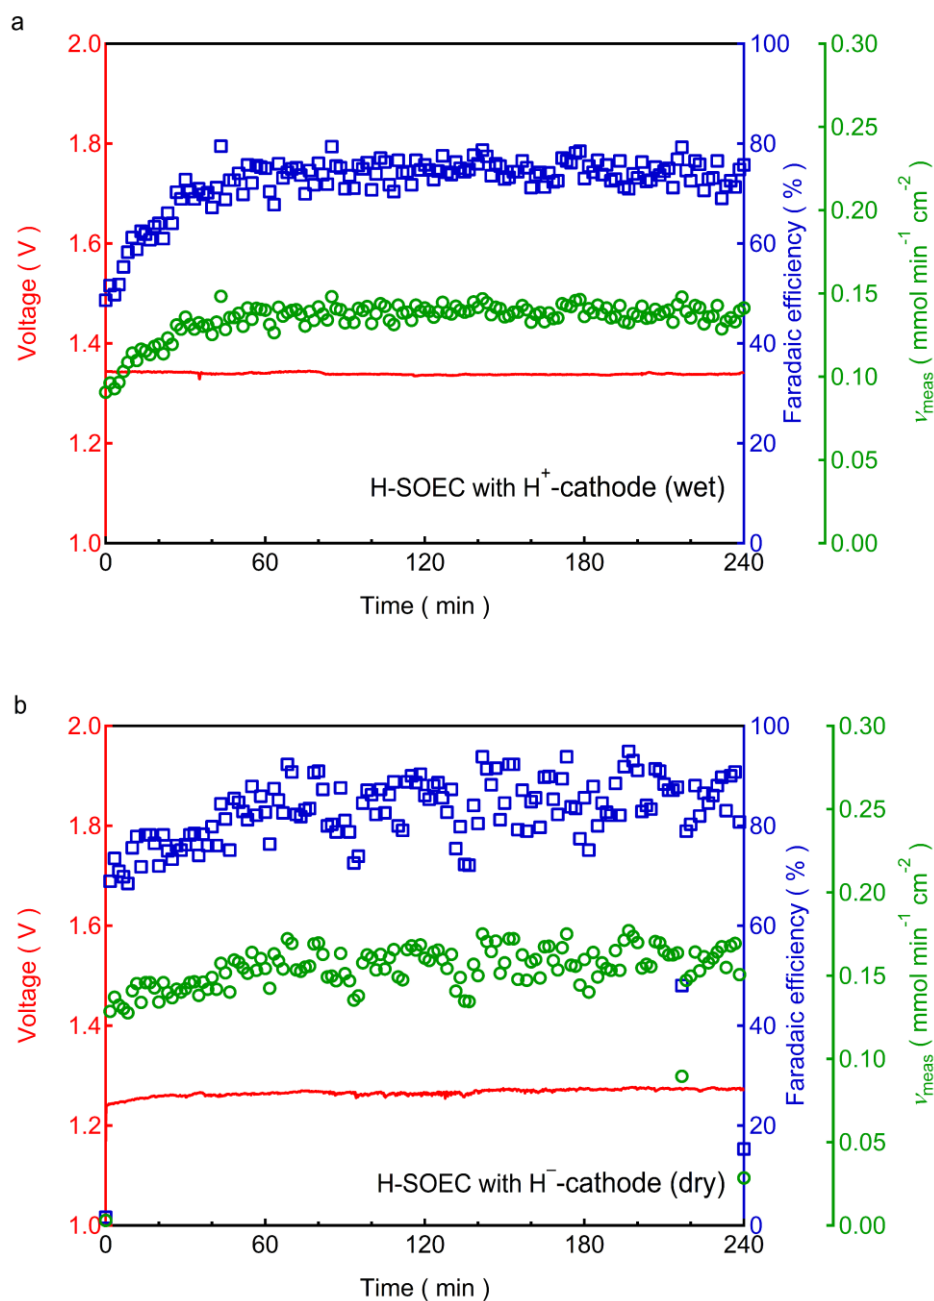 a
2.0
1.8
1.6
1.4
1.2
1.0
Voltage ( V )
100
80
60
40
20
0
Faradaic efficiency ( % )
0.30
0.25
0.20
0.15
0.10
0.05
0.00
νmeas ( mmol min⁻¹ cm⁻² )
H-SOEC with H⁺-cathode (wet)
0 60 120 180 240
Time ( min )
b
2.0
1.8
1.6
1.4
1.2
1.0
Voltage ( V )
100
80
60
40
20
0
Faradaic efficiency ( % )
0.30
0.25
0.20
0.15
0.10
0.05
0.00
νmeas ( mmol min⁻¹ cm⁻² )
H-SOEC with H⁻-cathode (dry)
0 60 120 180 240
Time ( min )